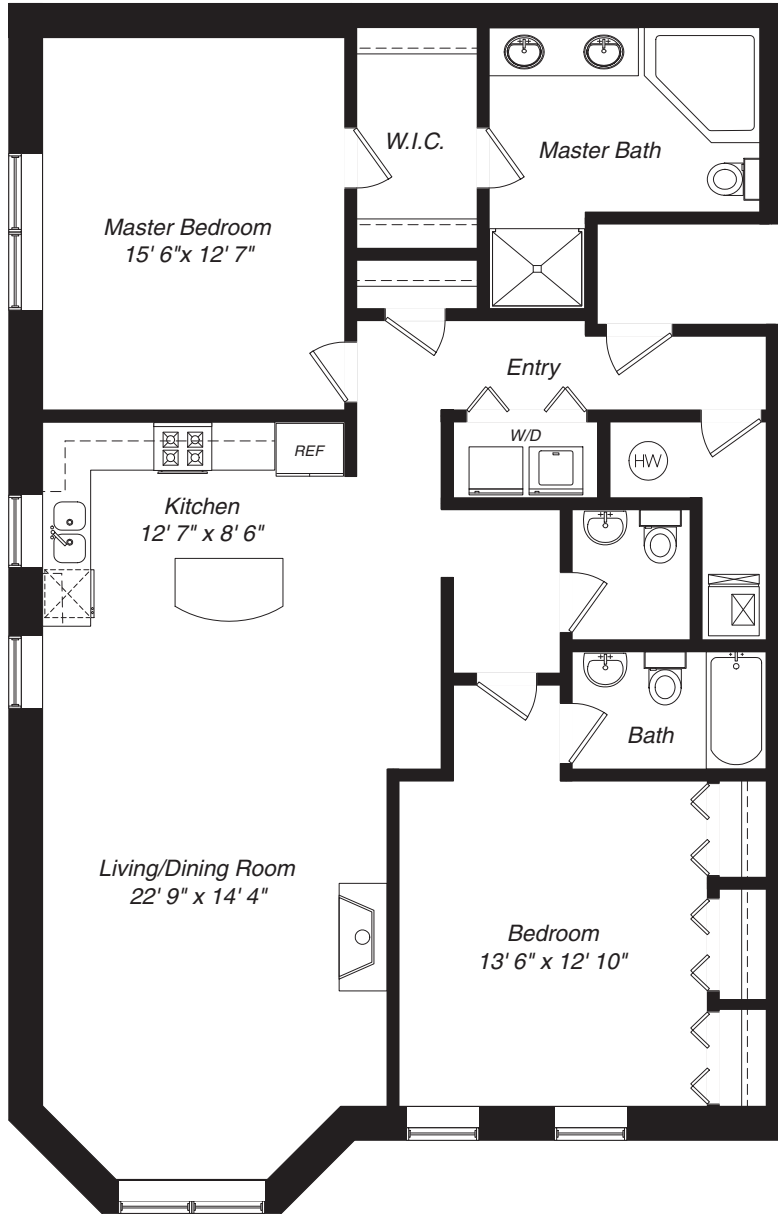 W.I.C.
Master Bath
Master Bedroom
15' 6"x 12' 7"
Entry
W/D
REF
HW
Kitchen
12' 7" x 8' 6"
Bath
Living/Dining Room
22' 9" x 14' 4"
Bedroom
13' 6" x 12' 10"